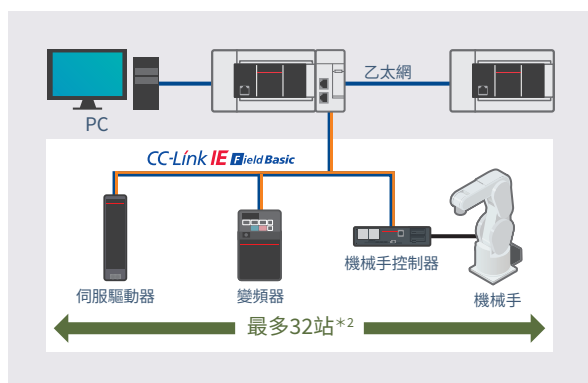 乙太網
PC
CC-Link IE Field Basic
伺服驅動器
變頻器
機械手控制器
機械手
最多32站*2